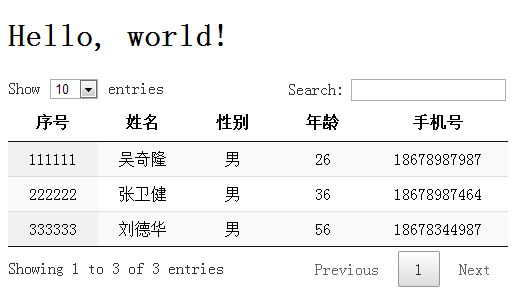 Hello, world!
Show 10 entries Search:
序号 姓名 性别 年龄 手机号
111111 吴奇隆 男 26 18678987987
222222 张卫健 男 36 18678987464
333333 刘德华 男 56 18678344987
Showing 1 to 3 of 3 entries Previous 1 Next